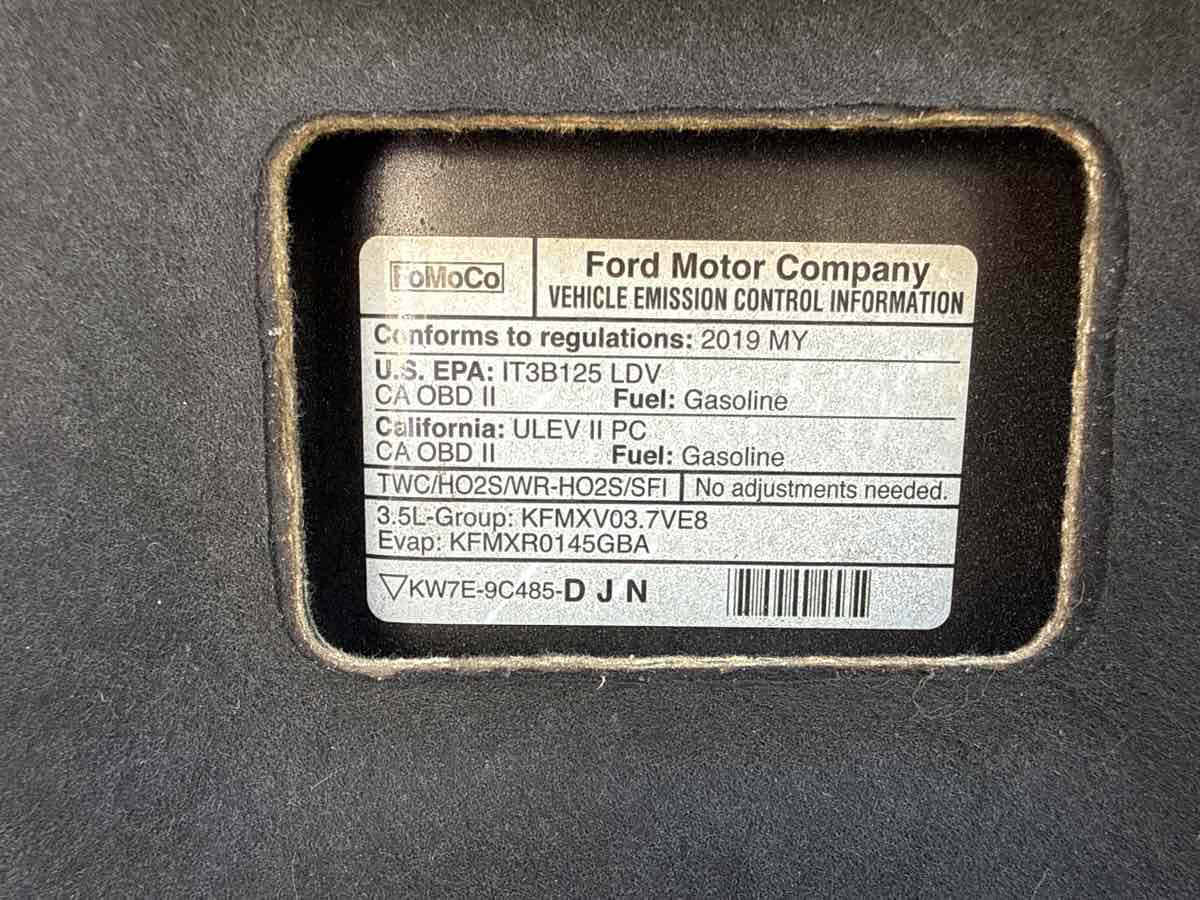 FoMoCo
Ford Motor Company
VEHICLE EMISSION CONTROL INFORMATION
Conforms to regulations: 2019 MY
U.S. EPA: IT3B125 LDV
CA OBD II Fuel: Gasoline
California: ULEV II PC
CA OBD II Fuel: Gasoline
TWC/HO2S/WR-HO2S/SFI No adjustments needed.
3.5L-Group: KFMXV03.7VE8
Evap: KFMXR0145GBA
KW7E-9C485-D J N